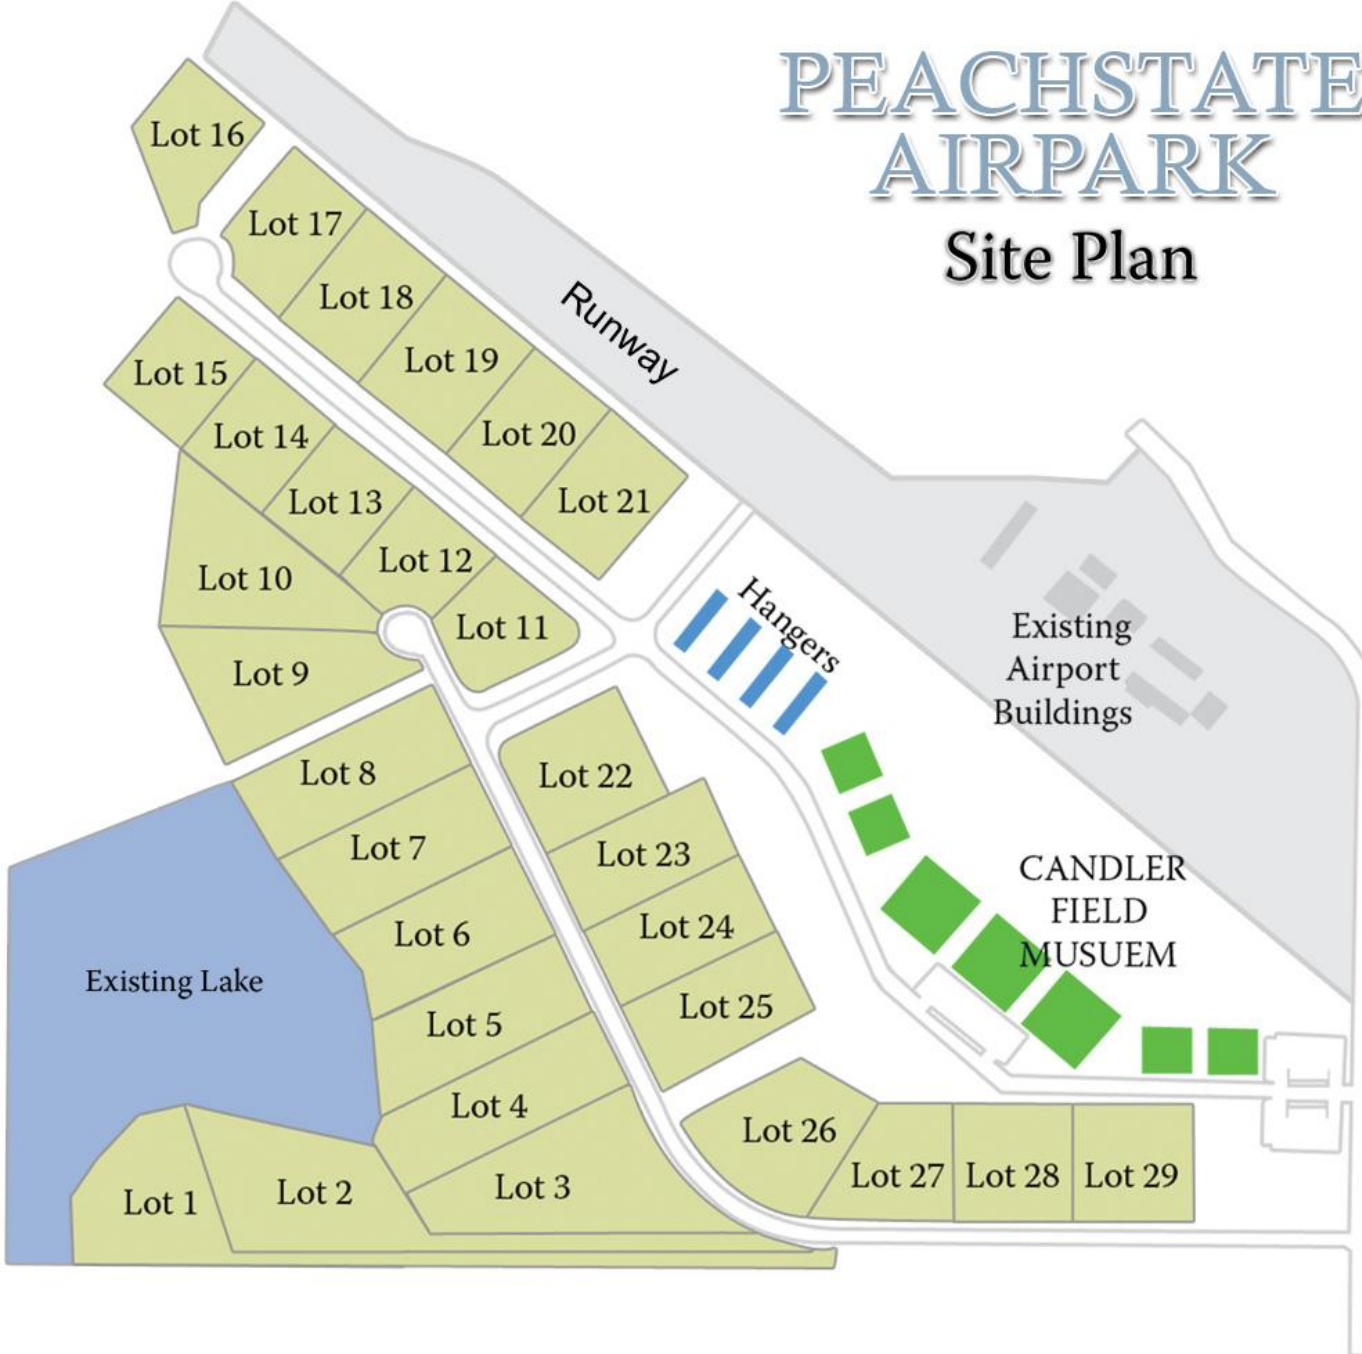 PEACHSTATE
AIRPARK
Site Plan
Lot 16
Lot 17
Lot 18
Runway
Lot 19
Lot 15
Lot 14
Lot 20
Lot 13
Lot 21
Lot 12
Lot 10
Lot 11
Hangers
Existing
Airport
Buildings
Lot 9
Lot 8
Lot 22
Lot 7
Lot 23
CANDLER
FIELD
MUSUEM
Lot 6
Lot 24
Existing Lake
Lot 5
Lot 25
Lot 4
Lot 26
Lot 3
Lot 27
Lot 28
Lot 29
Lot 2
Lot 1